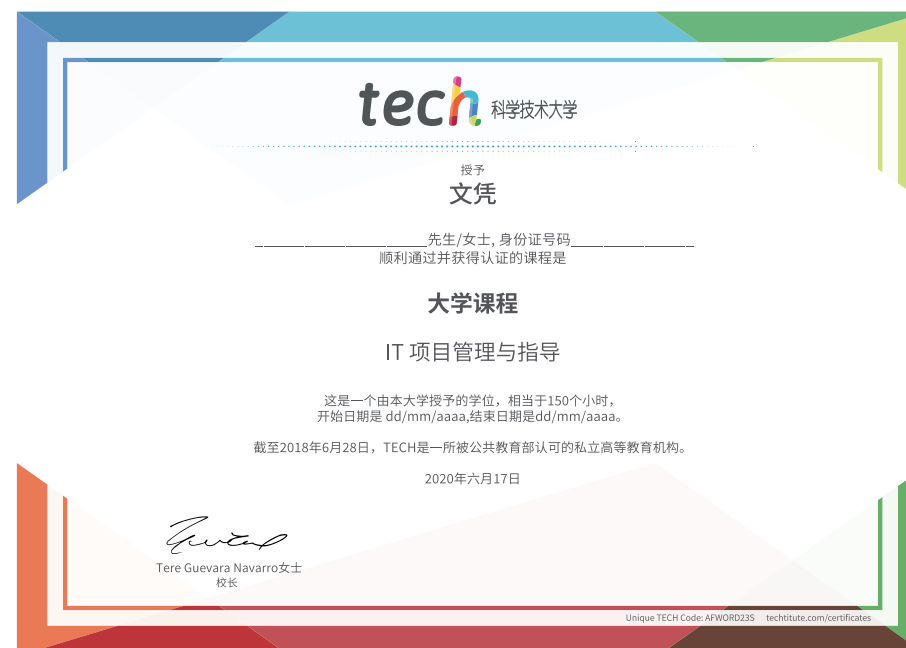 tech 科学技术大学
授予
文凭
_____________________先生/女士, 身份证号码_______________
顺利通过并获得认证的课程是
大学课程
IT 项目管理与指导
这是一个由本大学授予的学位，相当于150个小时，
开始日期是 dd/mm/aaaa,结束日期是dd/mm/aaaa。
截至2018年6月28日，TECH是一所被公共教育部认可的私立高等教育机构。
2020年六月17日
Tere Guevara Navarro女士
校长
Unique TECH Code: AFWORD23S techtitute.com/certificates